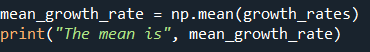 mean_growth_rate = np.mean(growth_rates)
print("The mean is", mean_growth_rate)